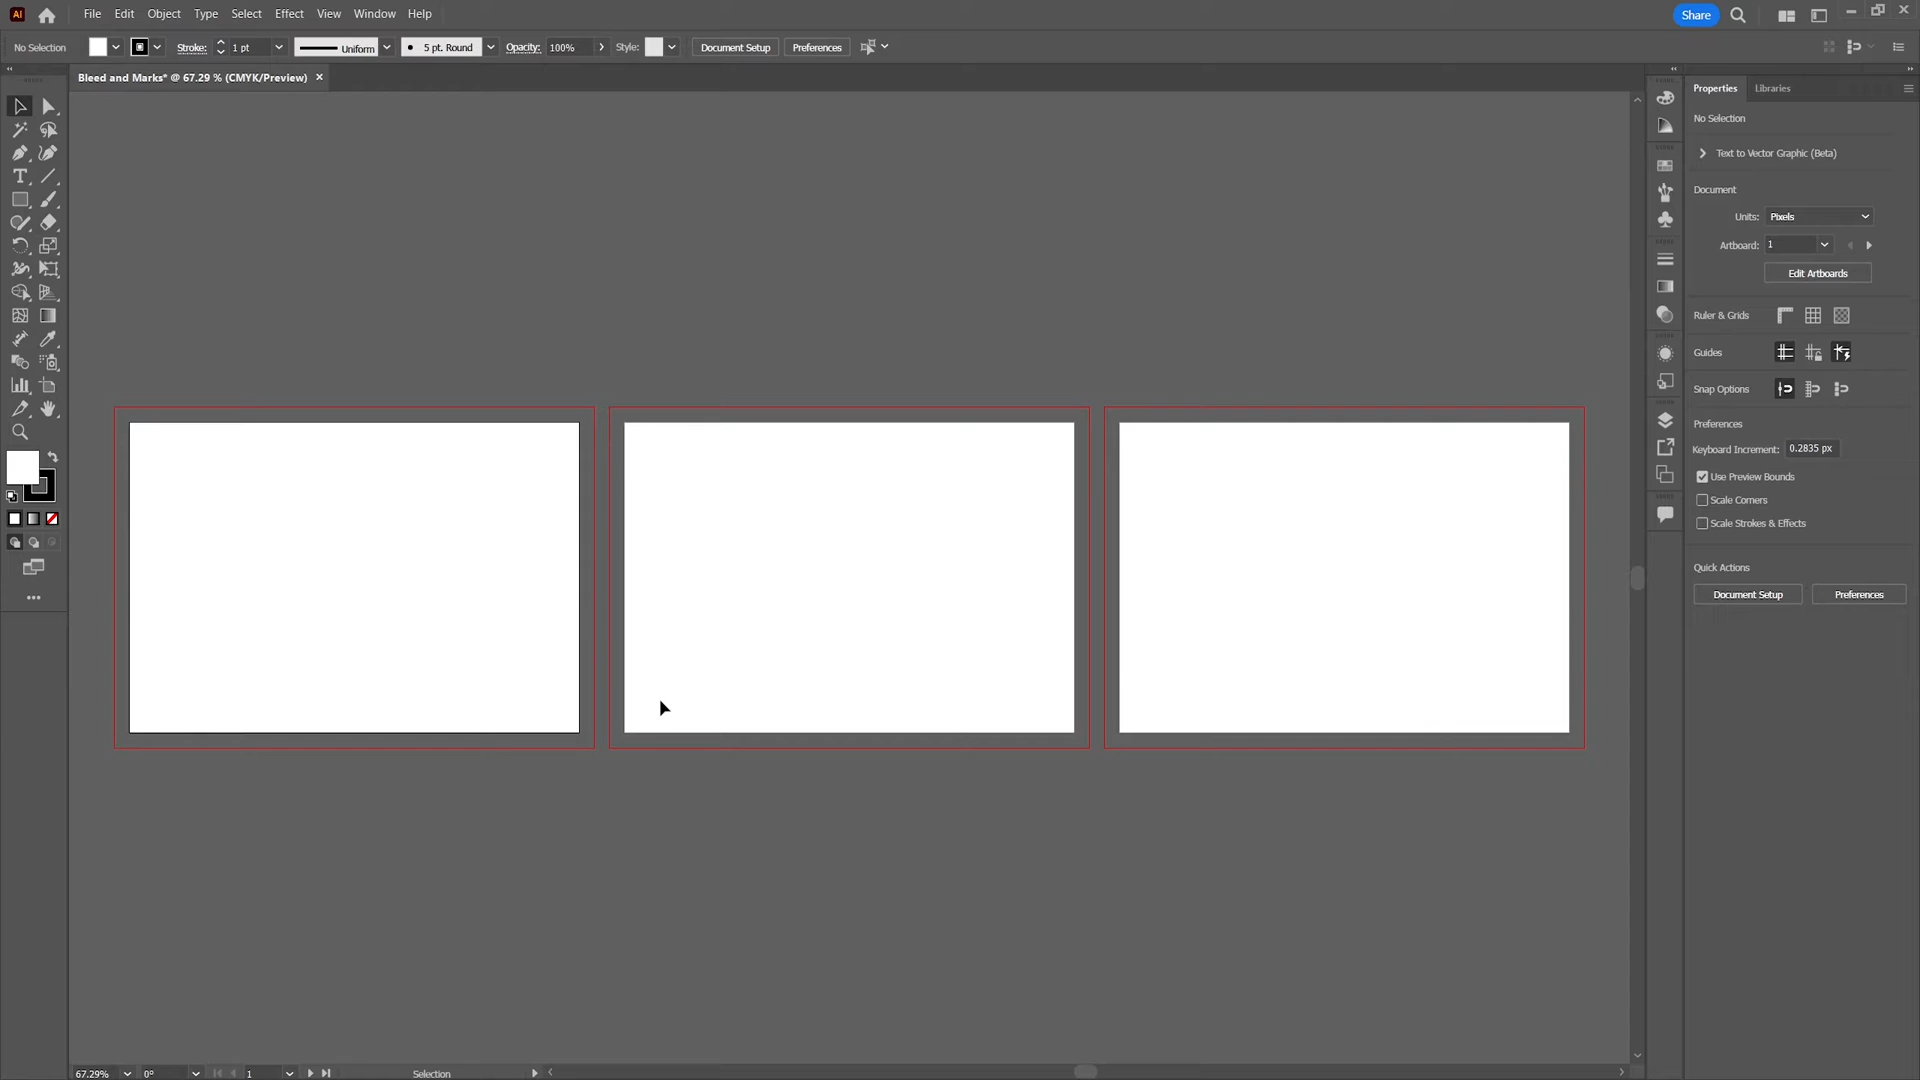 Ai File Edit Object Type Select Effect View Window Help Share
No Selection Stroke: 1 pt Uniform 5 pt. Round Opacity: 100% Style: Document Setup Preferences
Bleed and Marks* @ 67.29 % (CMYK/Preview) ×
Properties Libraries
No Selection
Text to Vector Graphic (Beta)
Document
Units: Pixels
Artboard: 1
Edit Artboards
Ruler & Grids
Guides
Snap Options
Preferences
Keyboard Increment: 0.2835 px
Use Preview Bounds
Scale Corners
Scale Strokes & Effects
Quick Actions
Document Setup Preferences
67.29% 0° 1 Selection